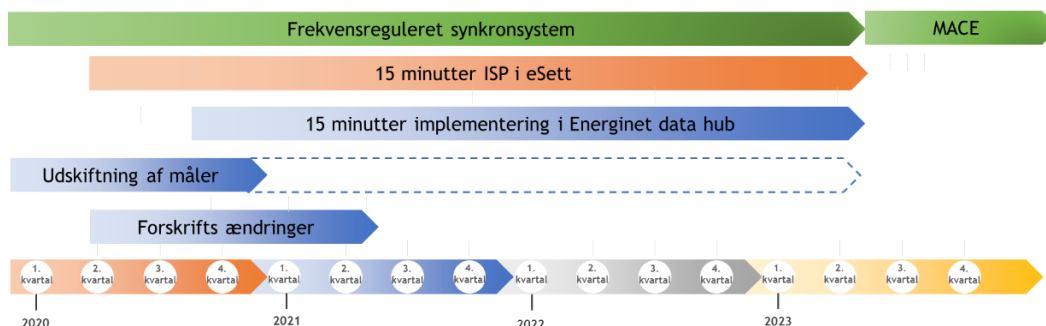 Frekvensreguleret synkronsystem
MACE
15 minutter ISP i eSett
15 minutter implementering i Energinet data hub
Udskiftning af måler
Forskrifts ændringer
1. kvartal
2. kvartal
3. kvartal
4. kvartal
1. kvartal
2. kvartal
3. kvartal
4. kvartal
1. kvartal
2. kvartal
3. kvartal
4. kvartal
1. kvartal
2. kvartal
3. kvartal
4. kvartal
2020
2021
2022
2023